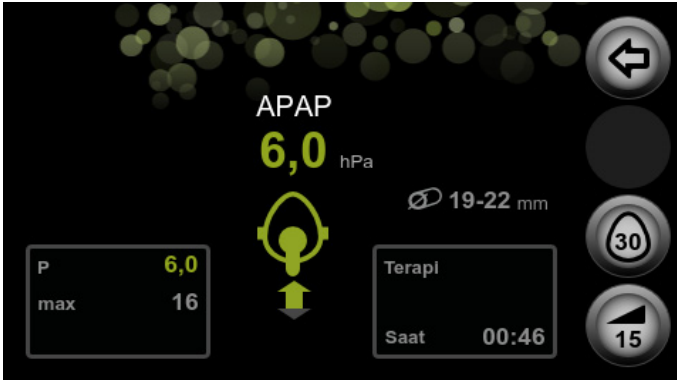 APAP
6,0 hPa
19-22 mm
30
P 6,0
max 16
Terapi
Saat 00:46
15